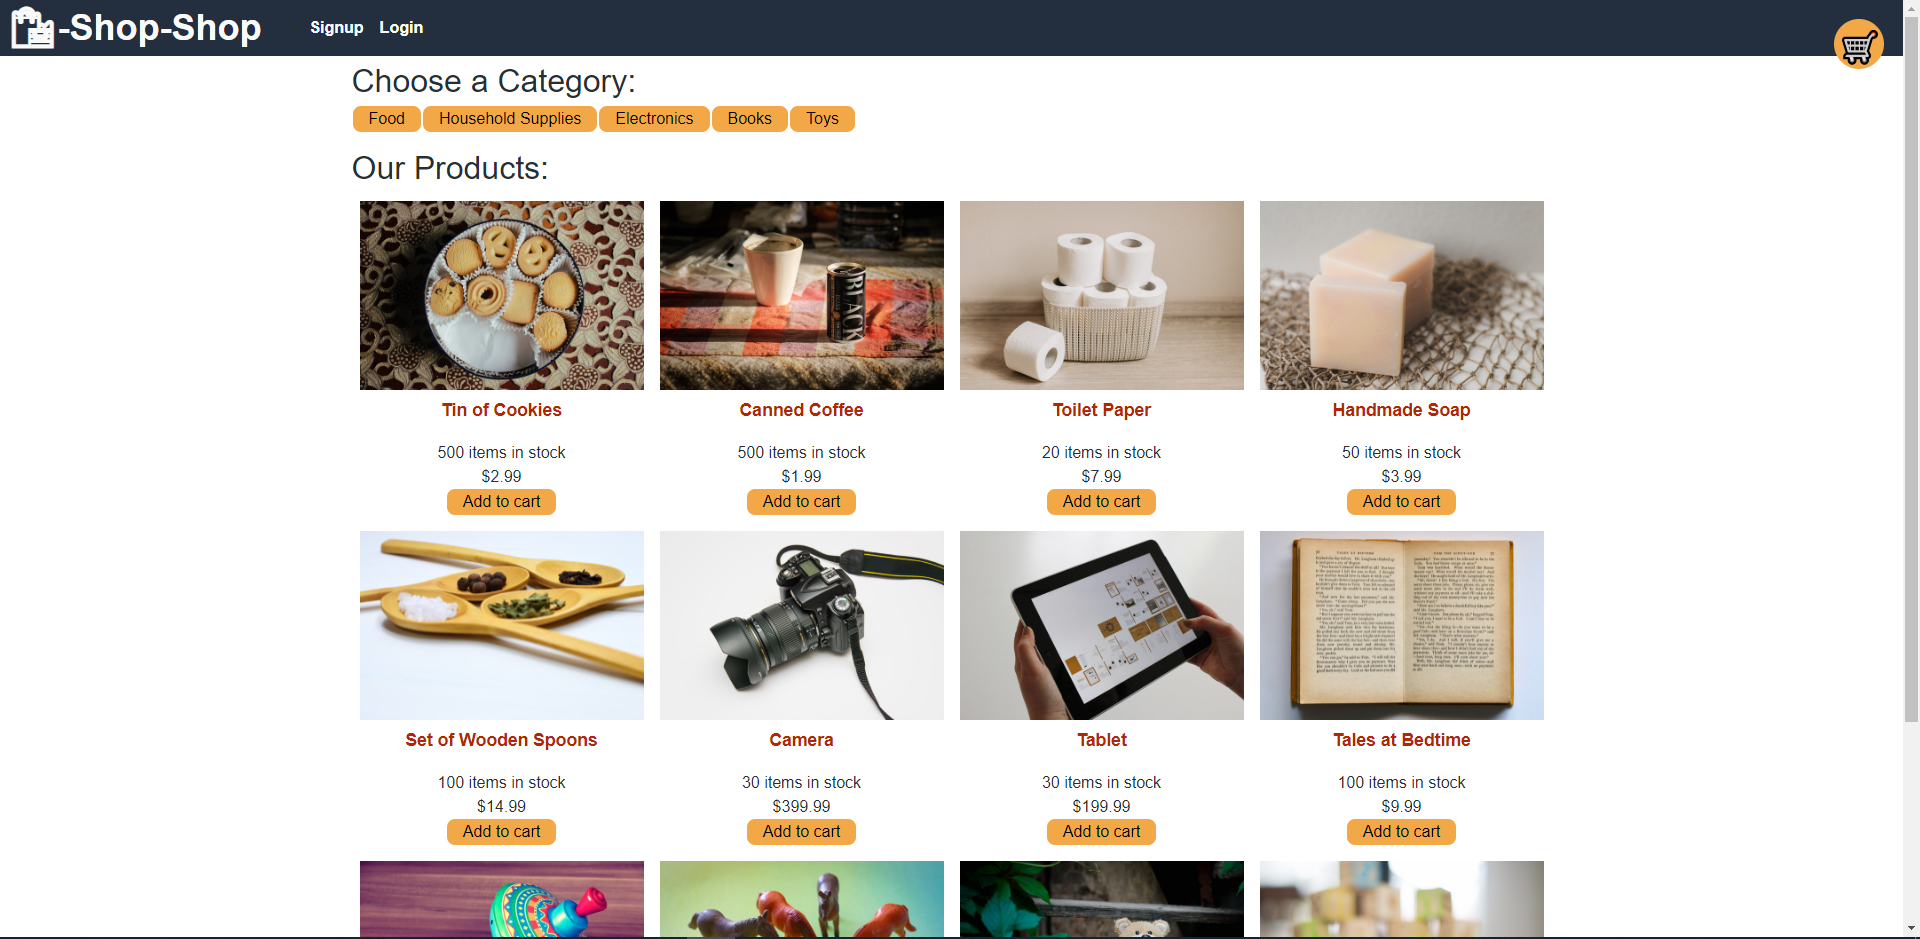 -Shop-Shop
Signup Login
Choose a Category:
Food Household Supplies Electronics Books Toys
Our Products:
BLACK
Tin of Cookies Canned Coffee Toilet Paper Handmade Soap
500 items in stock 500 items in stock 20 items in stock 50 items in stock
$2.99 $1.99 $7.99 $3.99
Add to cart Add to cart Add to cart Add to cart
Set of Wooden Spoons Camera Tablet Tales at Bedtime
100 items in stock 30 items in stock 30 items in stock 100 items in stock
$14.99 $399.99 $199.99 $9.99
Add to cart Add to cart Add to cart Add to cart